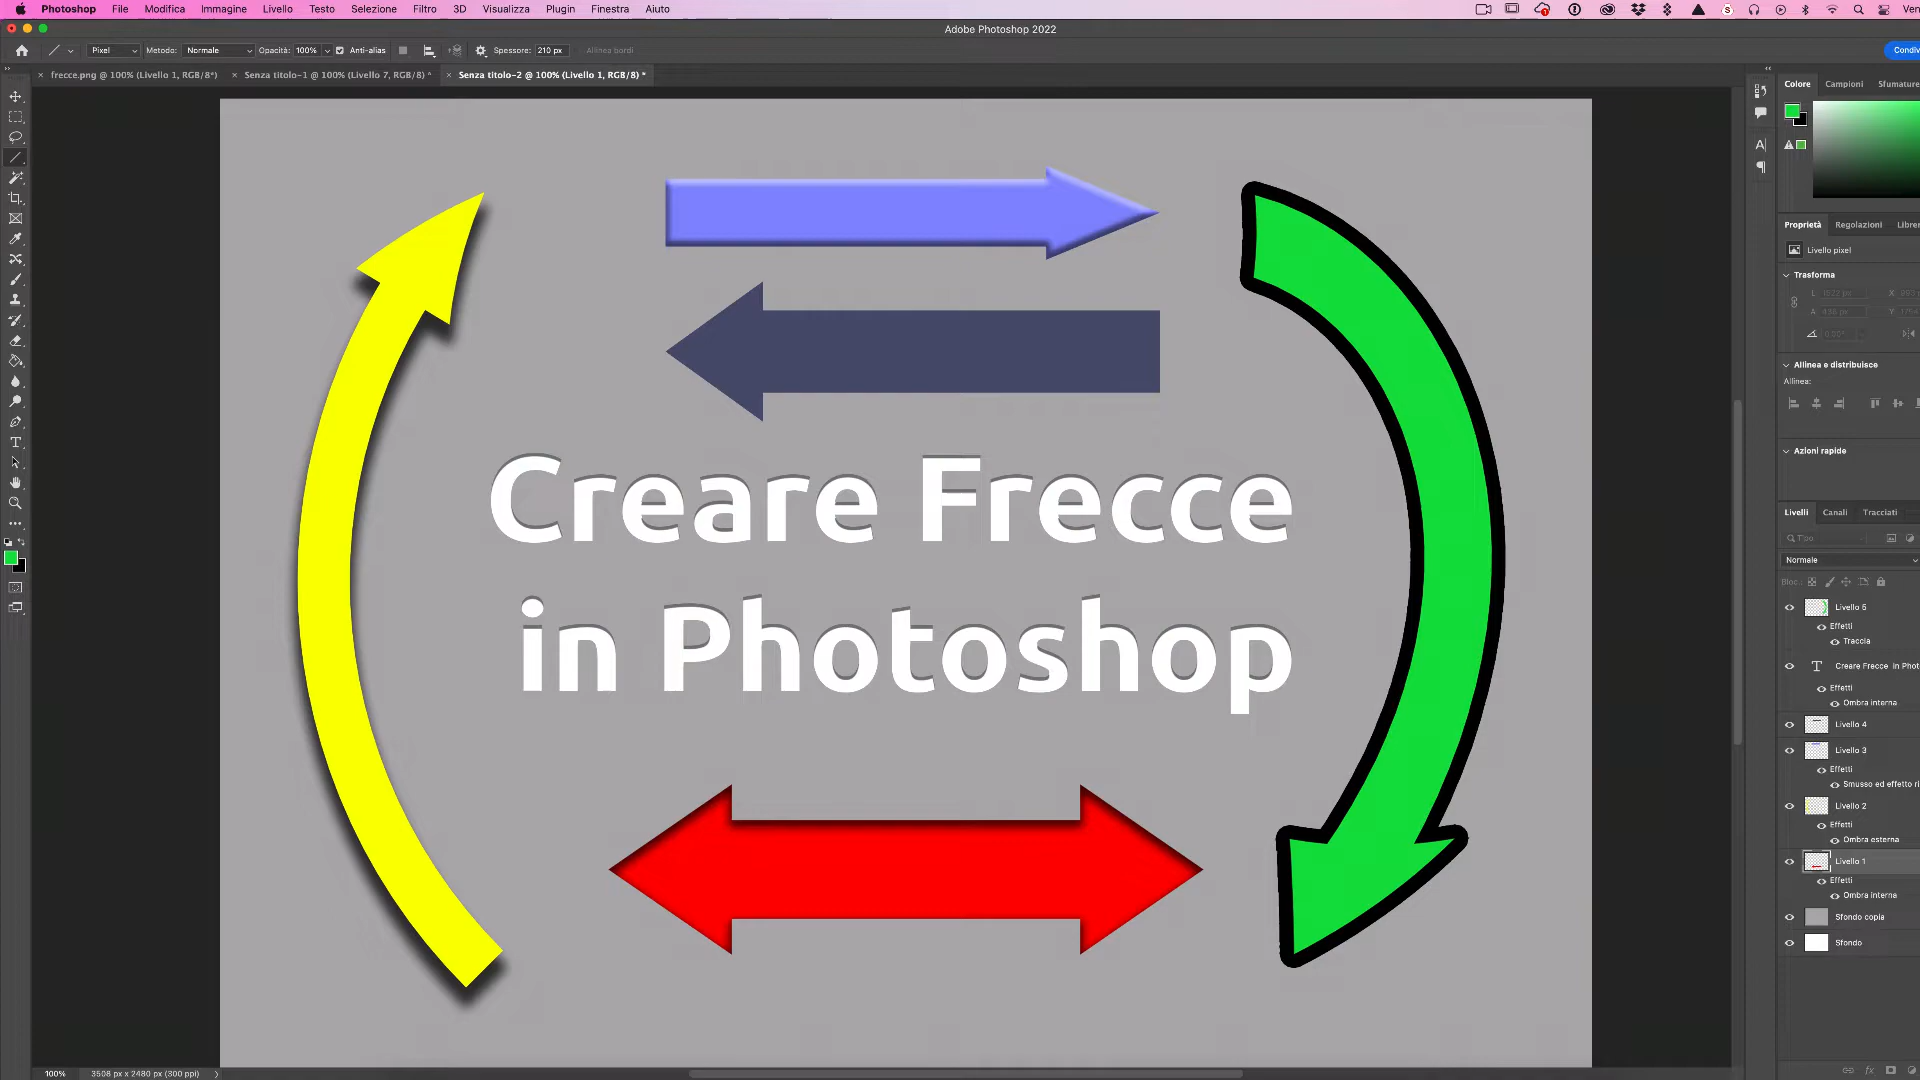 Photoshop File Modifica Immagine Livello Testo Selezione Filtro 3D Visualizza Plugin Finestra Aiuto Ven
Adobe Photoshop 2022
Pixel Metodo: Normale Opacità: 100% Anti-alias Spessore: 210 px Allinea bordi Condiv
frecce.png @ 100% (Livello 1, RGB/8*) Senza titolo-1 @ 100% (Livello 7, RGB/8) * Senza titolo-2 @ 100% (Livello 1, RGB/8) *
Colore Campioni Sfumature
Proprietà Regolazioni Librer
Livello pixel
Trasforma
Allinea e distribuisce
Allinea:
Azioni rapide
Creare Frecce
in Photoshop
Livelli Canali Tracciati
Tipo
Normale
Bloc.:
Livello 5
Effetti
Traccia
Creare Frecce in Phot
Effetti
Ombra interna
Livello 4
Livello 3
Effetti
Smusso ed effetto ri
Livello 2
Effetti
Ombra esterna
Livello 1
Effetti
Ombra interna
Sfondo copia
Sfondo
100% 3508 px x 2480 px (300 ppi)